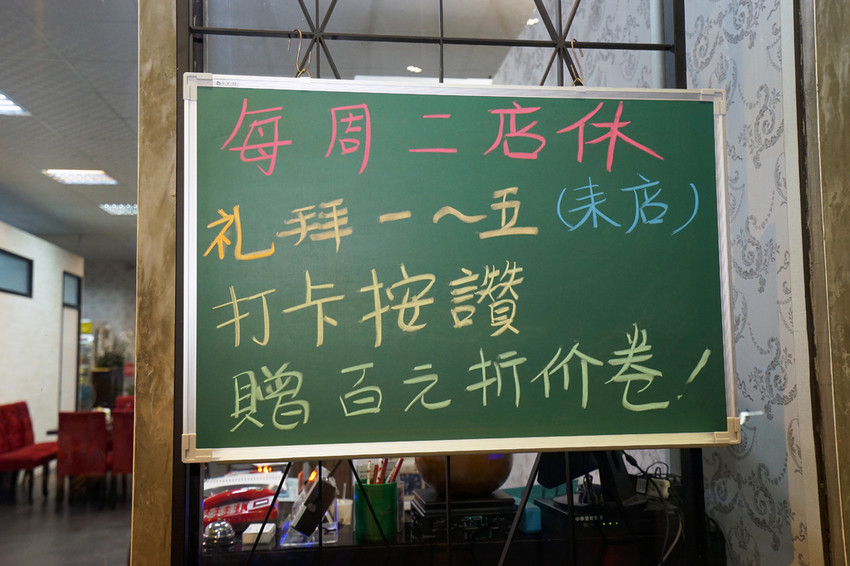 每周二店休
礼拜一～五(来店)
打卡按讚
贈百元折价卷!